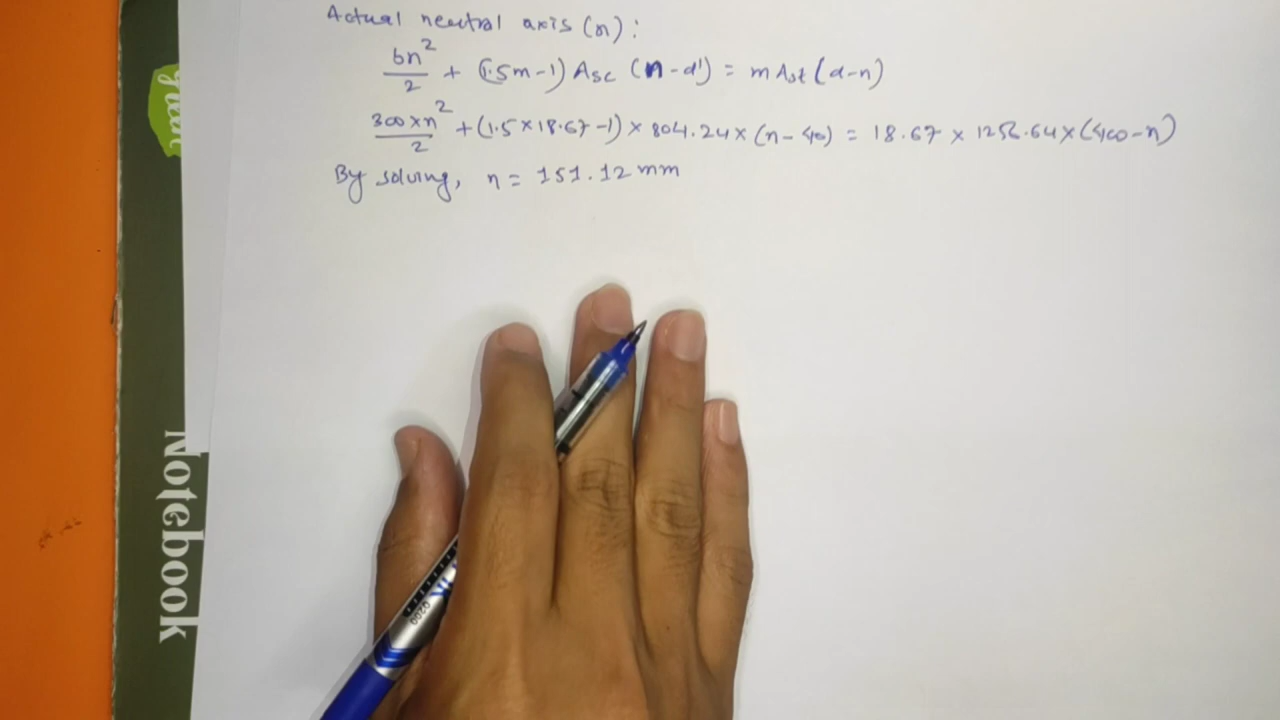 Actual neutral axis (n):
bn²/2 + (1.5m-1) Asc (n-d') = m Ast (d-n)
300×n²/2 + (1.5×18.67-1) × 804.24 × (n-40) = 18.67 × 1256.64 × (400-n)
By solving, n = 151.12 mm
Notebook
0200